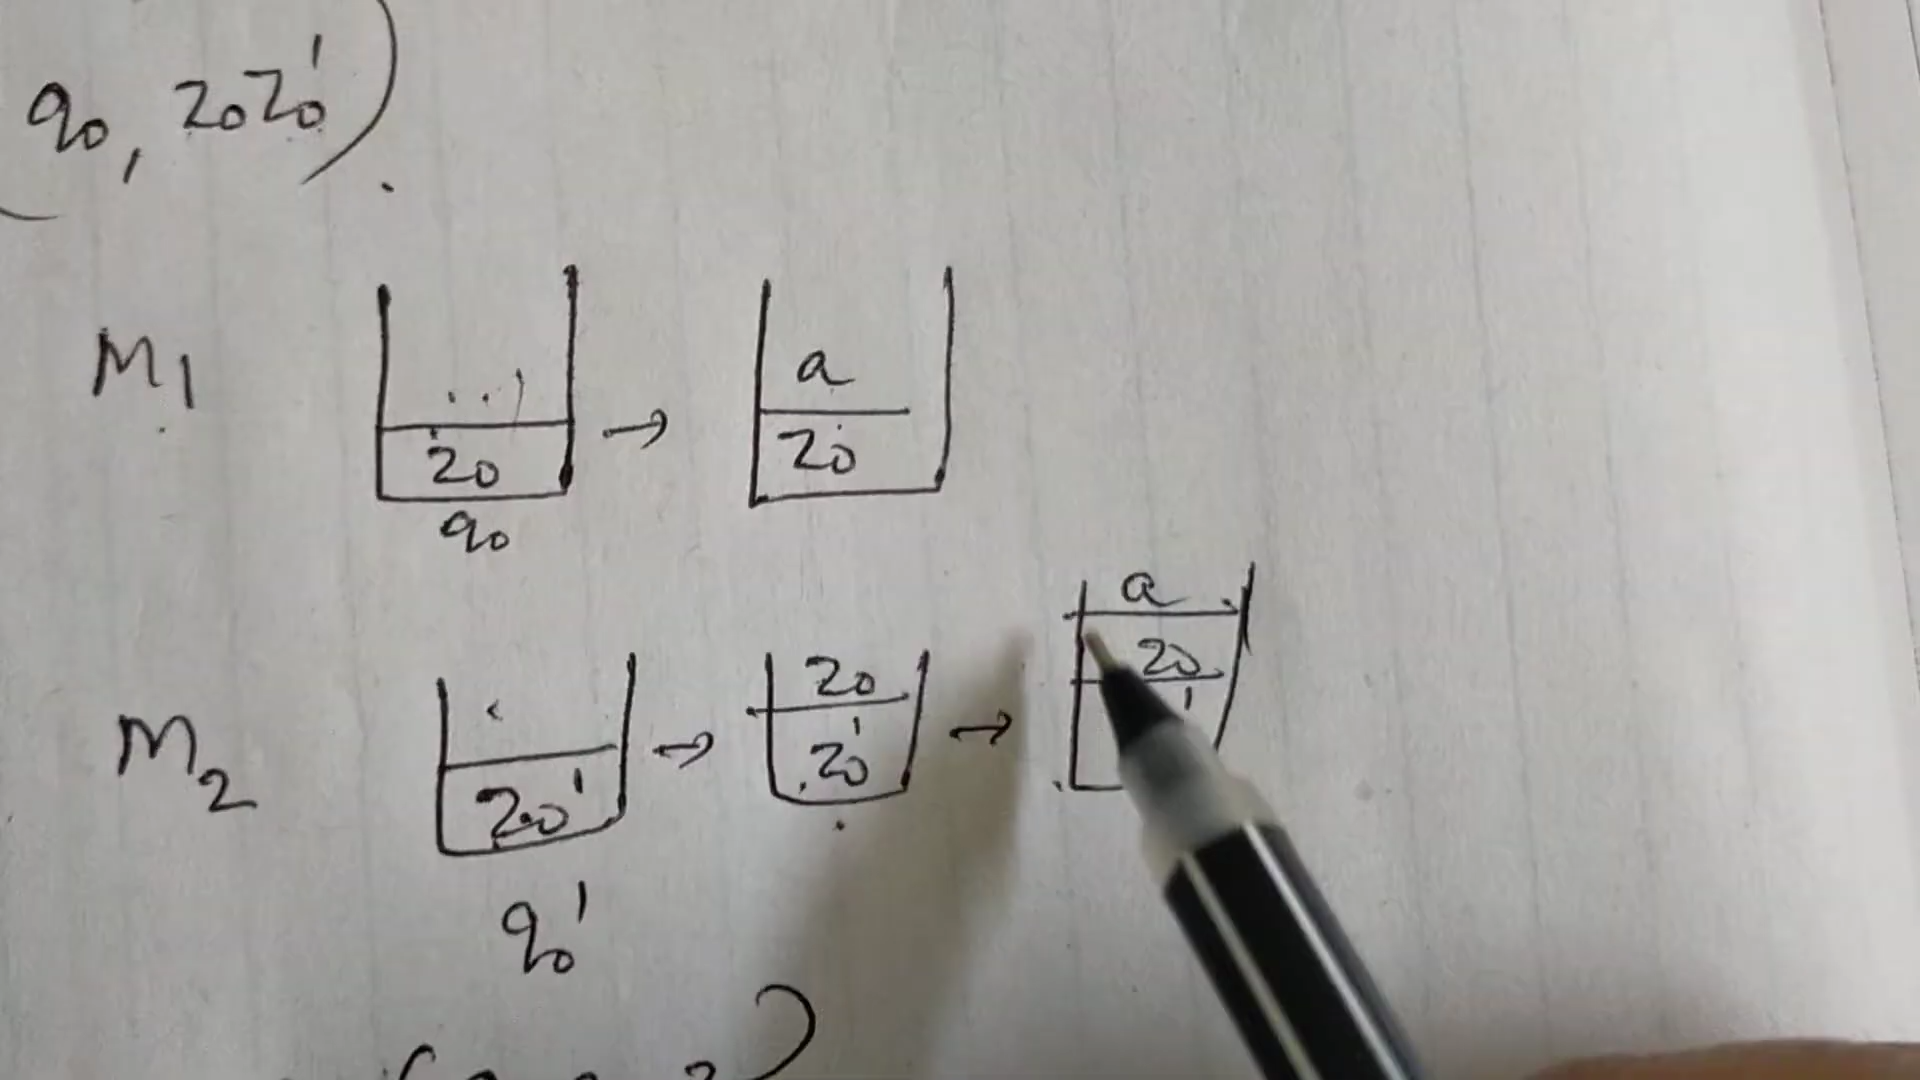 q0, z0z0')
M1
z0
q0
→
a
z0
→
M2
z0'
q0'
→
z0
z0'
→
a
z0
'
)